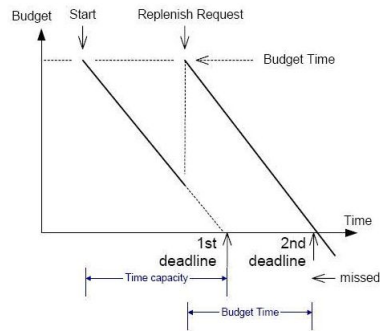 Budget
Start
Replenish Request
Budget Time
Time
1st
deadline
2nd
deadline
missed
Time capacity
Budget Time